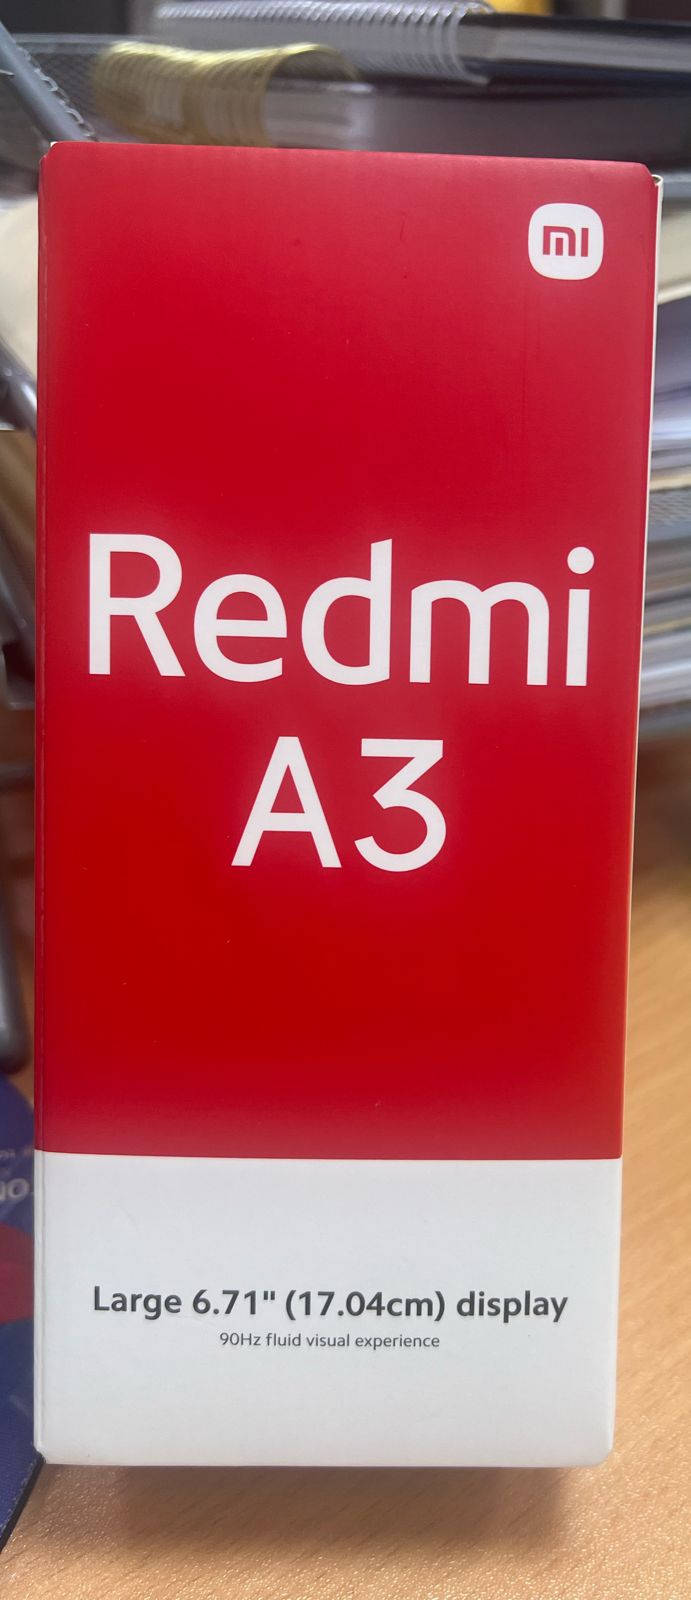 mi
Redmi
A3
Large 6.71" (17.04cm) display
90Hz fluid visual experience